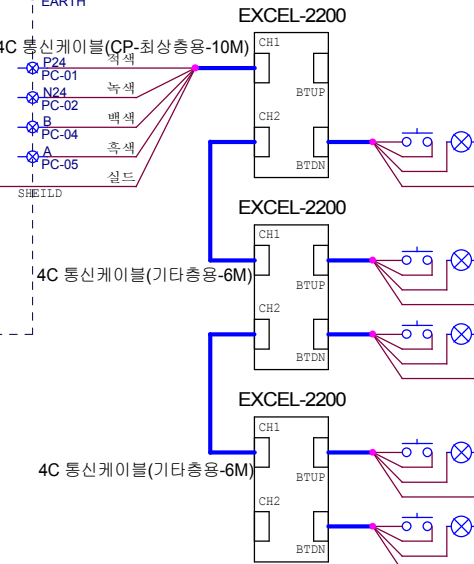 EARTH
EXCEL-2200
4C 통신케이블(CP-최상층용-10M)
CH1
적색
P24
PC-01
녹색
N24
PC-02
BTUP
백색
B
PC-04
CH2
흑색
A
PC-05
BTDN
실드
SHEILD
EXCEL-2200
CH1
4C 통신케이블(기타층용-6M)
BTUP
CH2
BTDN
EXCEL-2200
CH1
4C 통신케이블(기타층용-6M)
BTUP
CH2
BTDN